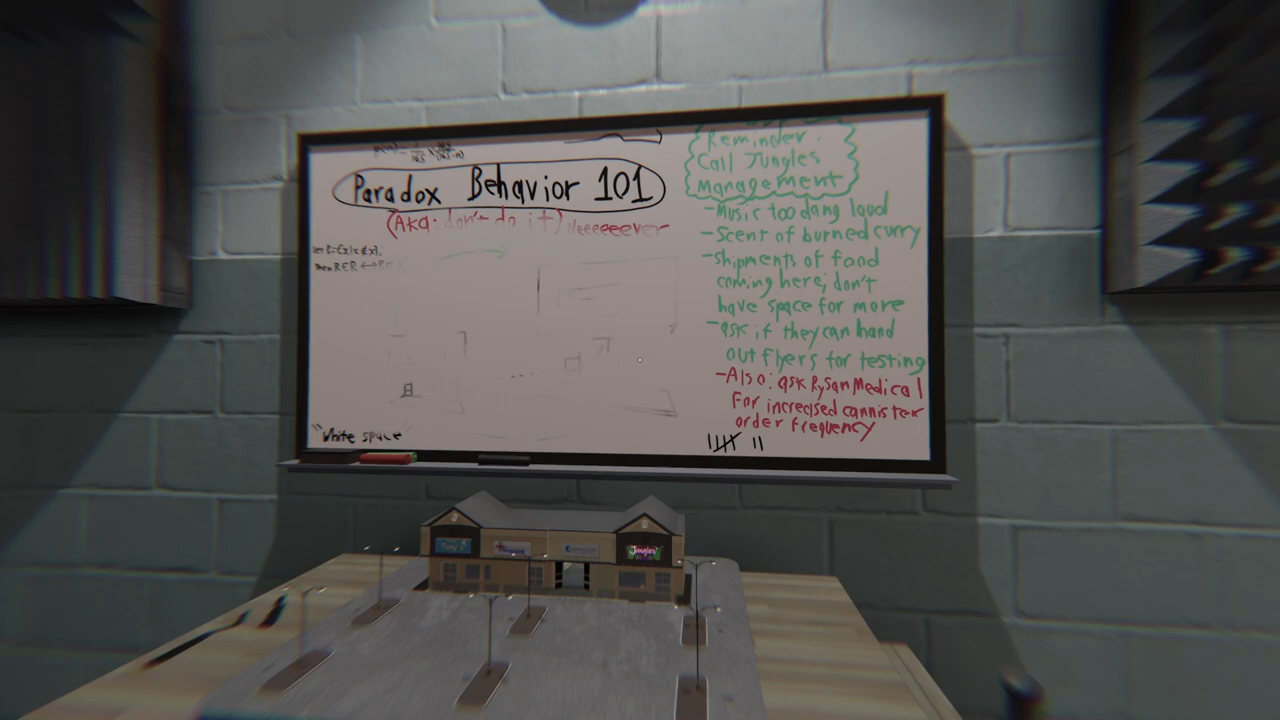 Paradox Behavior 101
(Aka: don't do it) Neeeeeever
"White space"
Reminder:
Call Jungles
Management
-Music too dang loud
-Scent of burned curry
-Shipments of food
coming here; don't
have space for more
-ask if they can hand
out flyers for testing
-Also: ask Rysan Medical
for increased cannister
order frequency
Jungles